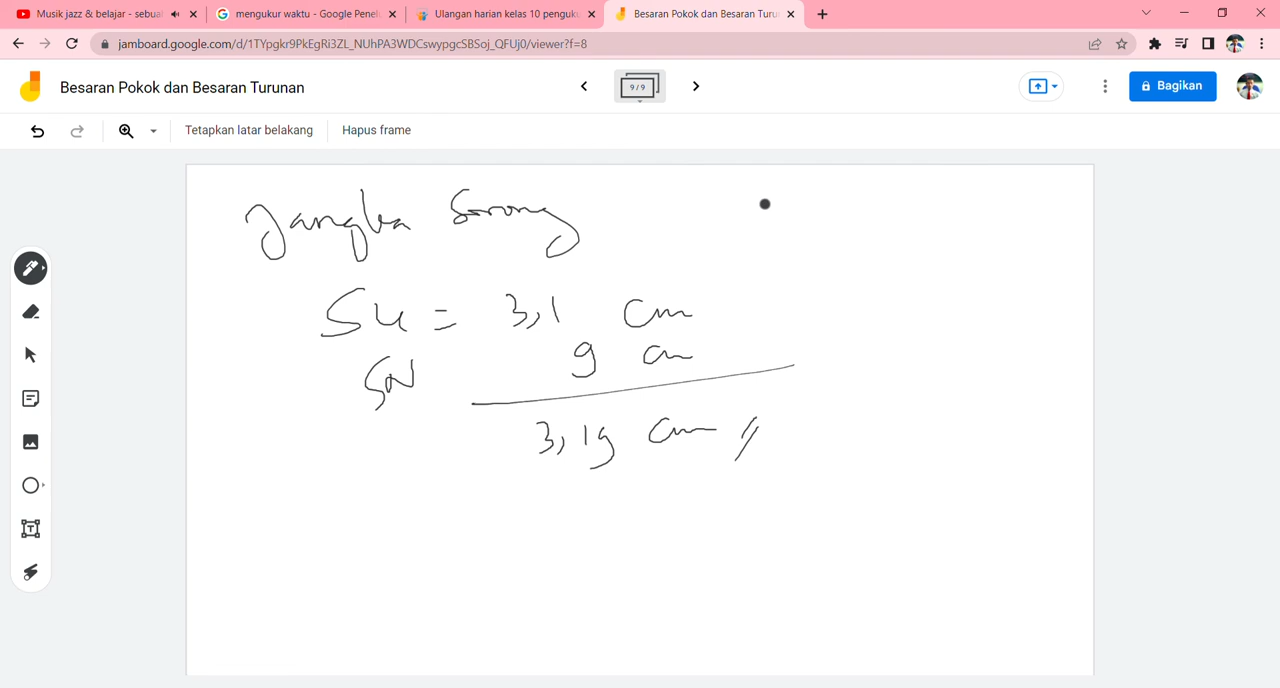 Musik jazz & belajar - sebua
mengukur waktu - Google Penel
Ulangan harian kelas 10 penguku
Besaran Pokok dan Besaran Turun
jamboard.google.com/d/1TYpgkr9PkEgRi3ZL_NUhPA3WDCswypgcSBSoj_QFUj0/viewer?f=8
Besaran Pokok dan Besaran Turunan
9 / 9
Bagikan
Tetapkan latar belakang
Hapus frame
Jangka Sorong
SU = 3,1 cm
SN 9 cm
3,19 cm //
T